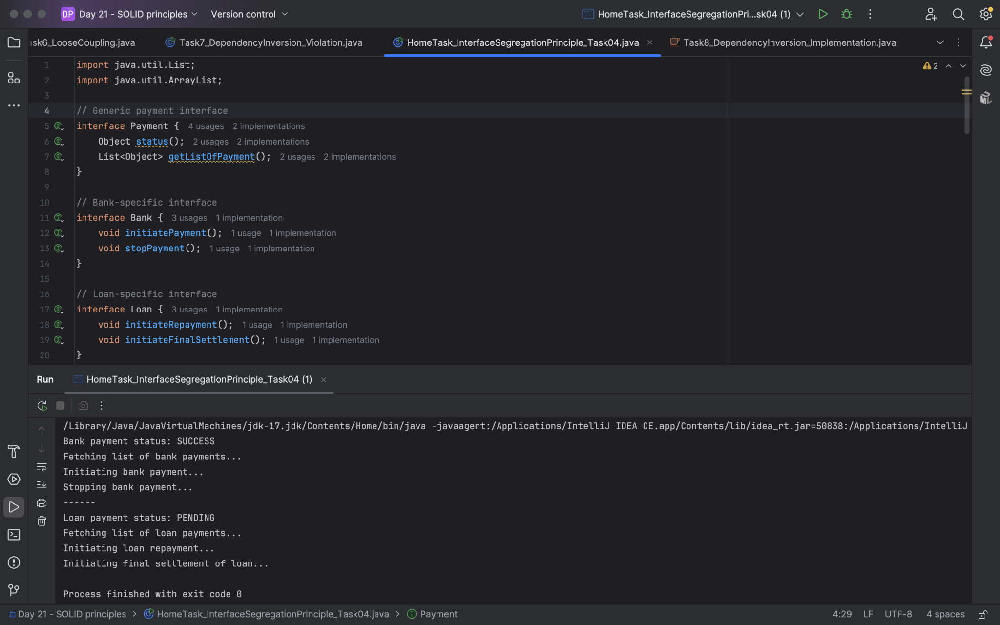 DP Day 21 - SOLID principles Version control HomeTask_InterfaceSegregationPri...sk04 (1)
ask6_LooseCoupling.java Task7_DependencyInversion_Violation.java HomeTask_InterfaceSegregationPrinciple_Task04.java Task8_DependencyInversion_Implementation.java
1 import java.util.List; 2
2 import java.util.ArrayList;
3
4 // Generic payment interface
5 interface Payment { 4 usages 2 implementations
6 Object status(); 2 usages 2 implementations
7 List<Object> getListOfPayment(); 2 usages 2 implementations
8 }
9
10 // Bank-specific interface
11 interface Bank { 3 usages 1 implementation
12 void initiatePayment(); 1 usage 1 implementation
13 void stopPayment(); 1 usage 1 implementation
14 }
15
16 // Loan-specific interface
17 interface Loan { 3 usages 1 implementation
18 void initiateRepayment(); 1 usage 1 implementation
19 void initiateFinalSettlement(); 1 usage 1 implementation
20 }
Run HomeTask_InterfaceSegregationPrinciple_Task04 (1)
/Library/Java/JavaVirtualMachines/jdk-17.jdk/Contents/Home/bin/java -javaagent:/Applications/IntelliJ IDEA CE.app/Contents/lib/idea_rt.jar=50838:/Applications/IntelliJ
Bank payment status: SUCCESS
Fetching list of bank payments...
Initiating bank payment...
Stopping bank payment...
------
Loan payment status: PENDING
Fetching list of loan payments...
Initiating loan repayment...
Initiating final settlement of loan...
Process finished with exit code 0
Day 21 - SOLID principles > HomeTask_InterfaceSegregationPrinciple_Task04.java > Payment 4:29 LF UTF-8 4 spaces